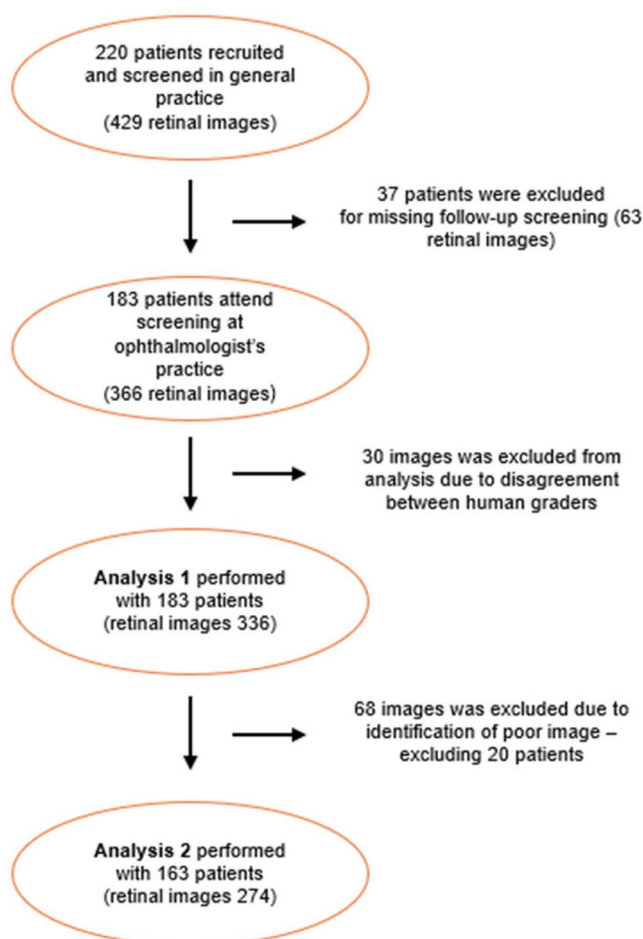 220 patients recruited
and screened in general
practice
(429 retinal images)
37 patients were excluded
for missing follow-up screening (63
retinal images)
183 patients attend
screening at
ophthalmologist's
practice
(366 retinal images)
30 images was excluded from
analysis due to disagreement
between human graders
Analysis 1 performed
with 183 patients
(retinal images 336)
68 images was excluded due to
identification of poor image –
excluding 20 patients
Analysis 2 performed
with 163 patients
(retinal images 274)